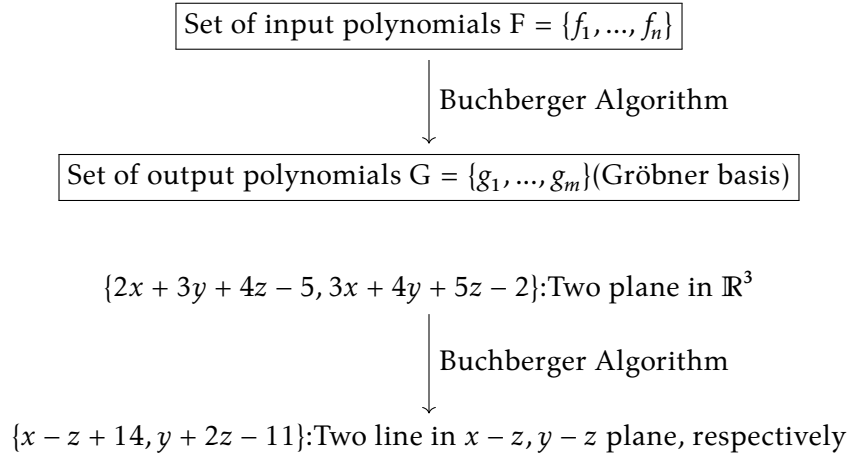 Set of input polynomials F = {f₁, ..., fₙ}
Buchberger Algorithm
Set of output polynomials G = {g₁, ..., gₘ}(Gröbner basis)
{2x + 3y + 4z − 5, 3x + 4y + 5z − 2}:Two plane in ℝ³
Buchberger Algorithm
{x − z + 14, y + 2z − 11}:Two line in x − z, y − z plane, respectively